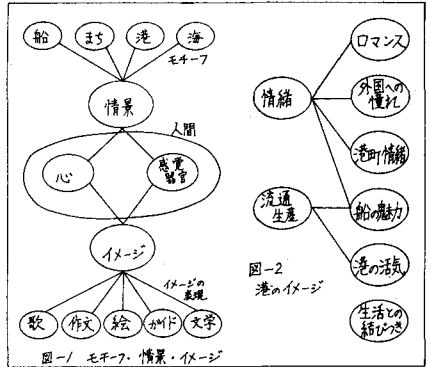 船 まち 港 海
モチーフ
情景
人間
心 感覚
器官
イメージ
イメージの
表現
歌 作文 絵 ガイド 文学
図-1 モチーフ・情景・イメージ
ロマンス
情緒
外国への
憧れ
港町情緒
流通
生産
船の魅力
港の活気
図-2
港のイメージ
生活との
結びつき